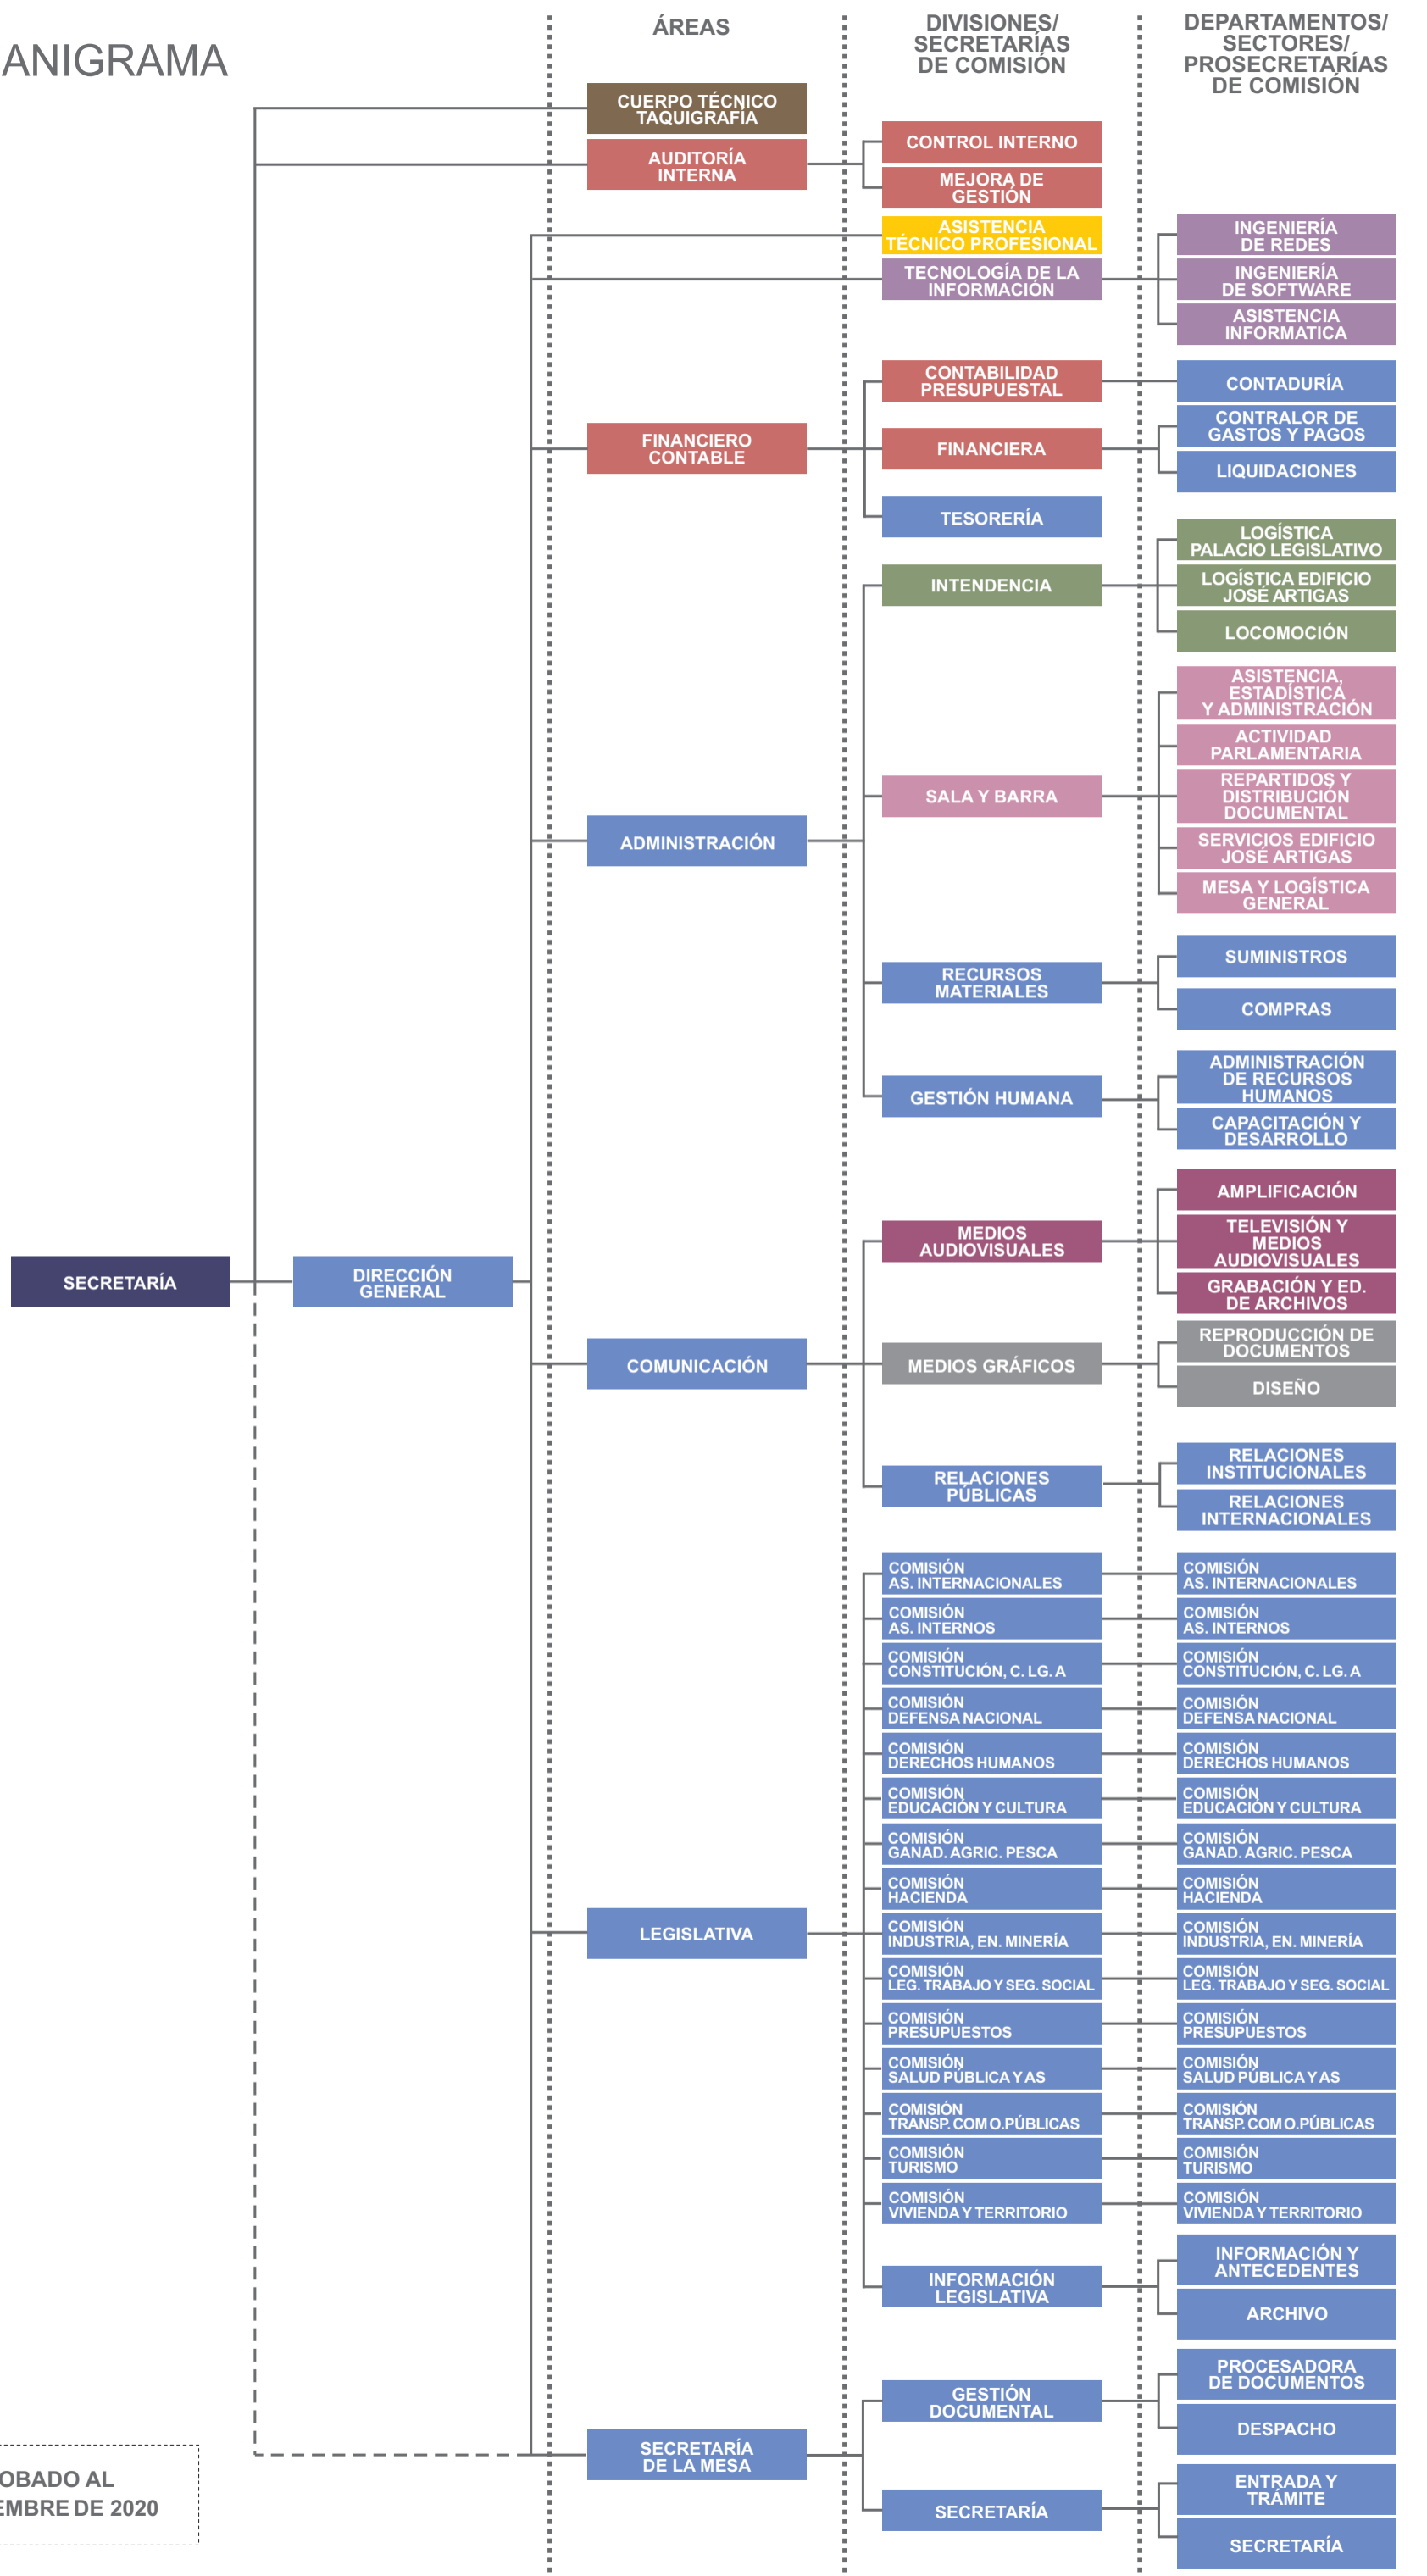 ANIGRAMA
ÁREAS
DIVISIONES/
SECRETARÍAS
DE COMISIÓN
DEPARTAMENTOS/
SECTORES/
PROSECRETARÍAS
DE COMISIÓN
CUERPO TÉCNICO
TAQUIGRAFÍA
AUDITORÍA
INTERNA
CONTROL INTERNO
MEJORA DE
GESTIÓN
ASISTENCIA
TÉCNICO PROFESIONAL
TECNOLOGÍA DE LA
INFORMACIÓN
INGENIERÍA
DE REDES
INGENIERÍA
DE SOFTWARE
ASISTENCIA
INFORMATICA
FINANCIERO
CONTABLE
CONTABILIDAD
PRESUPUESTAL
CONTADURÍA
FINANCIERA
CONTRALOR DE
GASTOS Y PAGOS
LIQUIDACIONES
TESORERÍA
ADMINISTRACIÓN
INTENDENCIA
LOGÍSTICA
PALACIO LEGISLATIVO
LOGÍSTICA EDIFICIO
JOSÉ ARTIGAS
LOCOMOCIÓN
SALA Y BARRA
ASISTENCIA,
ESTADÍSTICA
Y ADMINISTRACIÓN
ACTIVIDAD
PARLAMENTARIA
REPARTIDOS Y
DISTRIBUCIÓN
DOCUMENTAL
SERVICIOS EDIFICIO
JOSÉ ARTIGAS
MESA Y LOGÍSTICA
GENERAL
RECURSOS
MATERIALES
SUMINISTROS
COMPRAS
GESTIÓN HUMANA
ADMINISTRACIÓN
DE RECURSOS
HUMANOS
CAPACITACIÓN Y
DESARROLLO
SECRETARÍA
DIRECCIÓN
GENERAL
COMUNICACIÓN
MEDIOS
AUDIOVISUALES
AMPLIFICACIÓN
TELEVISIÓN Y
MEDIOS
AUDIOVISUALES
GRABACIÓN Y ED.
DE ARCHIVOS
MEDIOS GRÁFICOS
REPRODUCCIÓN DE
DOCUMENTOS
DISEÑO
RELACIONES
PÚBLICAS
RELACIONES
INSTITUCIONALES
RELACIONES
INTERNACIONALES
LEGISLATIVA
COMISIÓN
AS. INTERNACIONALES
COMISIÓN
AS. INTERNACIONALES
COMISIÓN
AS. INTERNOS
COMISIÓN
AS. INTERNOS
COMISIÓN
CONSTITUCIÓN, C. LG. A
COMISIÓN
CONSTITUCIÓN, C. LG. A
COMISIÓN
DEFENSA NACIONAL
COMISIÓN
DEFENSA NACIONAL
COMISIÓN
DERECHOS HUMANOS
COMISIÓN
DERECHOS HUMANOS
COMISIÓN
EDUCACIÓN Y CULTURA
COMISIÓN
EDUCACIÓN Y CULTURA
COMISIÓN
GANAD. AGRIC. PESCA
COMISIÓN
GANAD. AGRIC. PESCA
COMISIÓN
HACIENDA
COMISIÓN
HACIENDA
COMISIÓN
INDUSTRIA, EN. MINERÍA
COMISIÓN
INDUSTRIA, EN. MINERÍA
COMISIÓN
LEG. TRABAJO Y SEG. SOCIAL
COMISIÓN
LEG. TRABAJO Y SEG. SOCIAL
COMISIÓN
PRESUPUESTOS
COMISIÓN
PRESUPUESTOS
COMISIÓN
SALUD PÚBLICA Y AS
COMISIÓN
SALUD PÚBLICA Y AS
COMISIÓN
TRANSP. COM O.PÚBLICAS
COMISIÓN
TRANSP. COM O.PÚBLICAS
COMISIÓN
TURISMO
COMISIÓN
TURISMO
COMISIÓN
VIVIENDA Y TERRITORIO
COMISIÓN
VIVIENDA Y TERRITORIO
INFORMACIÓN
LEGISLATIVA
INFORMACIÓN Y
ANTECEDENTES
ARCHIVO
SECRETARÍA
DE LA MESA
GESTIÓN
DOCUMENTAL
PROCESADORA
DE DOCUMENTOS
DESPACHO
SECRETARÍA
ENTRADA Y
TRÁMITE
SECRETARÍA
OBADO AL
EMBRE DE 2020